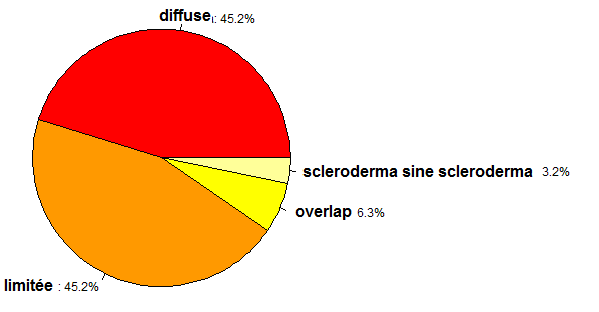 diffuse : 45.2%
scleroderma sine scleroderma 3.2%
overlap 6.3%
limitée : 45.2%